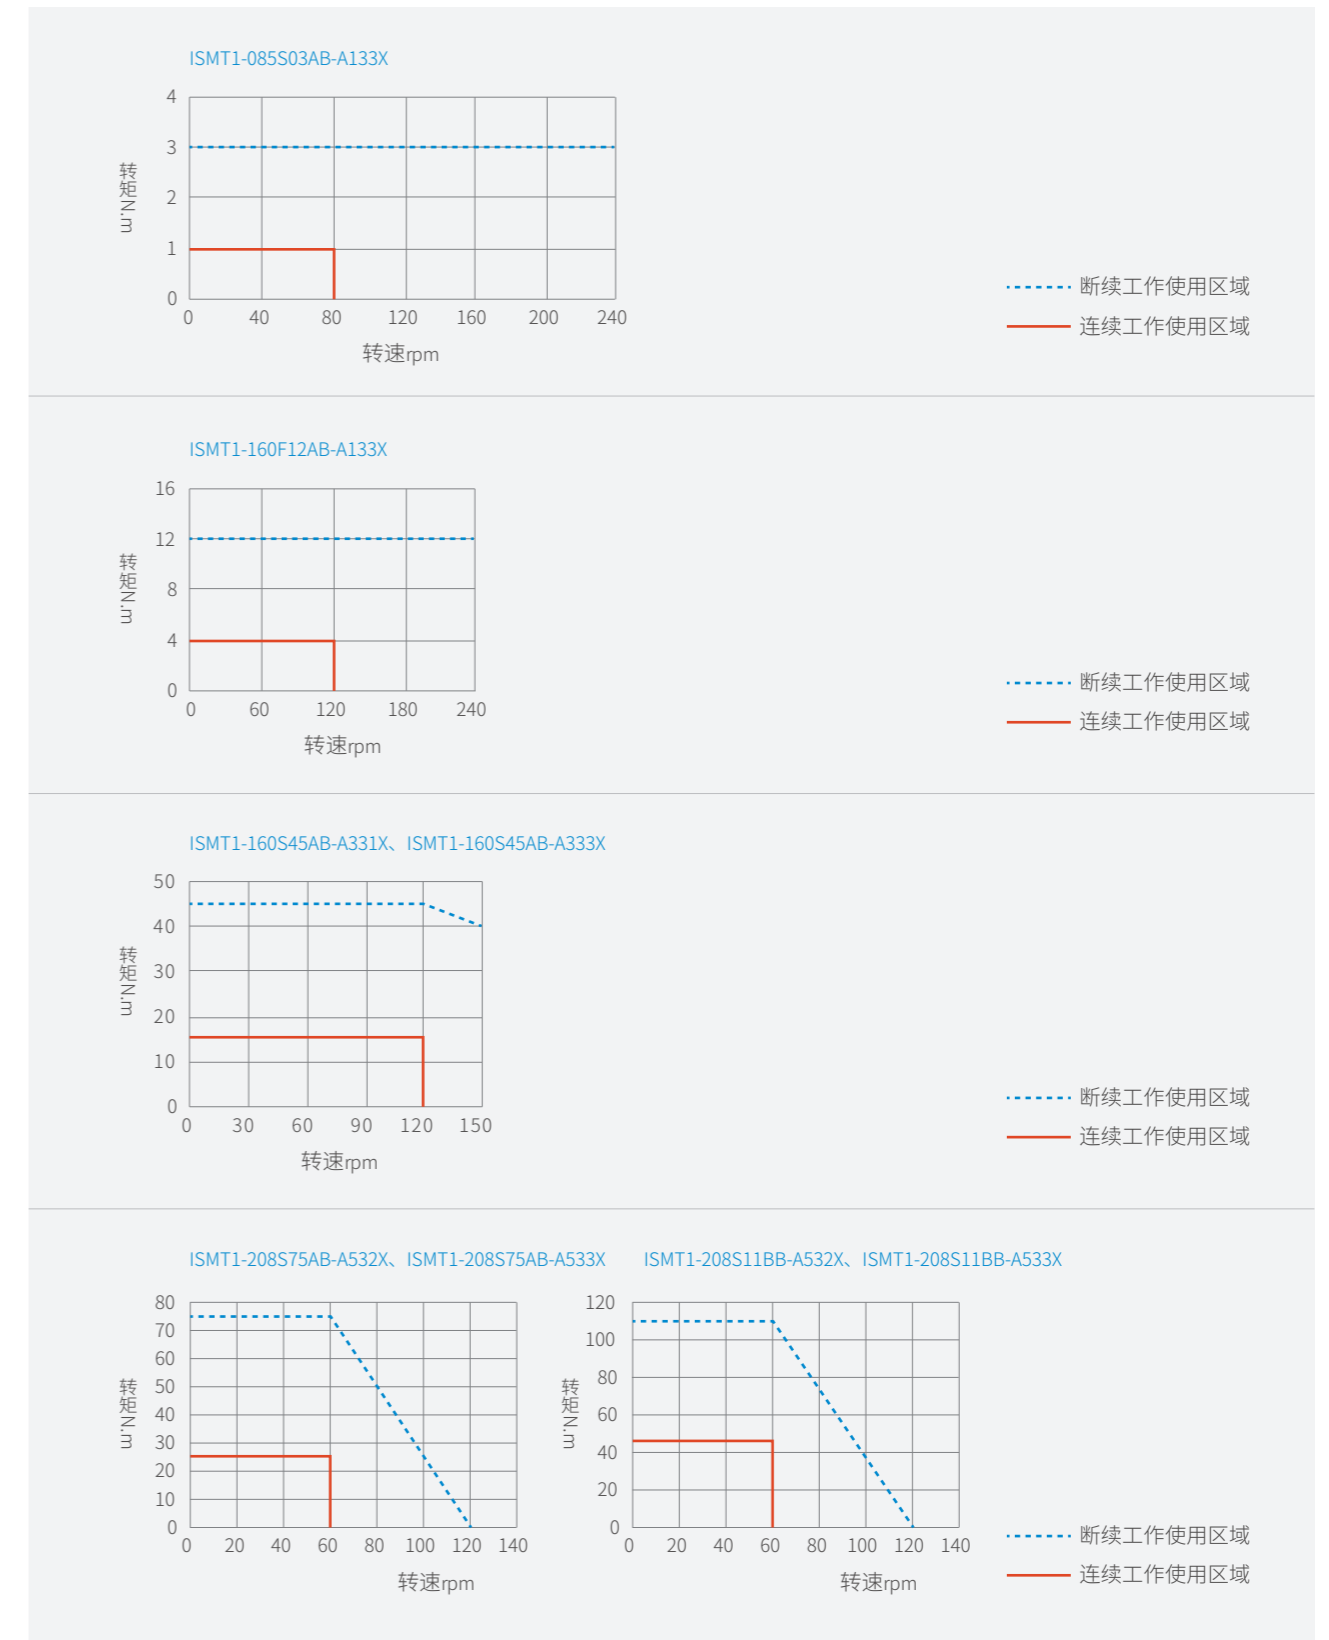 ISMT1-085S03AB-A133X
4
3
2
1
0
转矩N.m
0 40 80 120 160 200 240
转速rpm
断续工作使用区域
连续工作使用区域
ISMT1-160F12AB-A133X
16
12
8
4
0
转矩N.m
0 60 120 180 240
转速rpm
断续工作使用区域
连续工作使用区域
ISMT1-160S45AB-A331X、ISMT1-160S45AB-A333X
50
40
30
20
10
0
转矩N.m
0 30 60 90 120 150
转速rpm
断续工作使用区域
连续工作使用区域
ISMT1-208S75AB-A532X、ISMT1-208S75AB-A533X
80
70
60
50
40
30
20
10
0
转矩N.m
0 20 40 60 80 100 120 140
转速rpm
ISMT1-208S11BB-A532X、ISMT1-208S11BB-A533X
120
100
80
60
40
20
0
转矩N.m
0 20 40 60 80 100 120 140
转速rpm
断续工作使用区域
连续工作使用区域